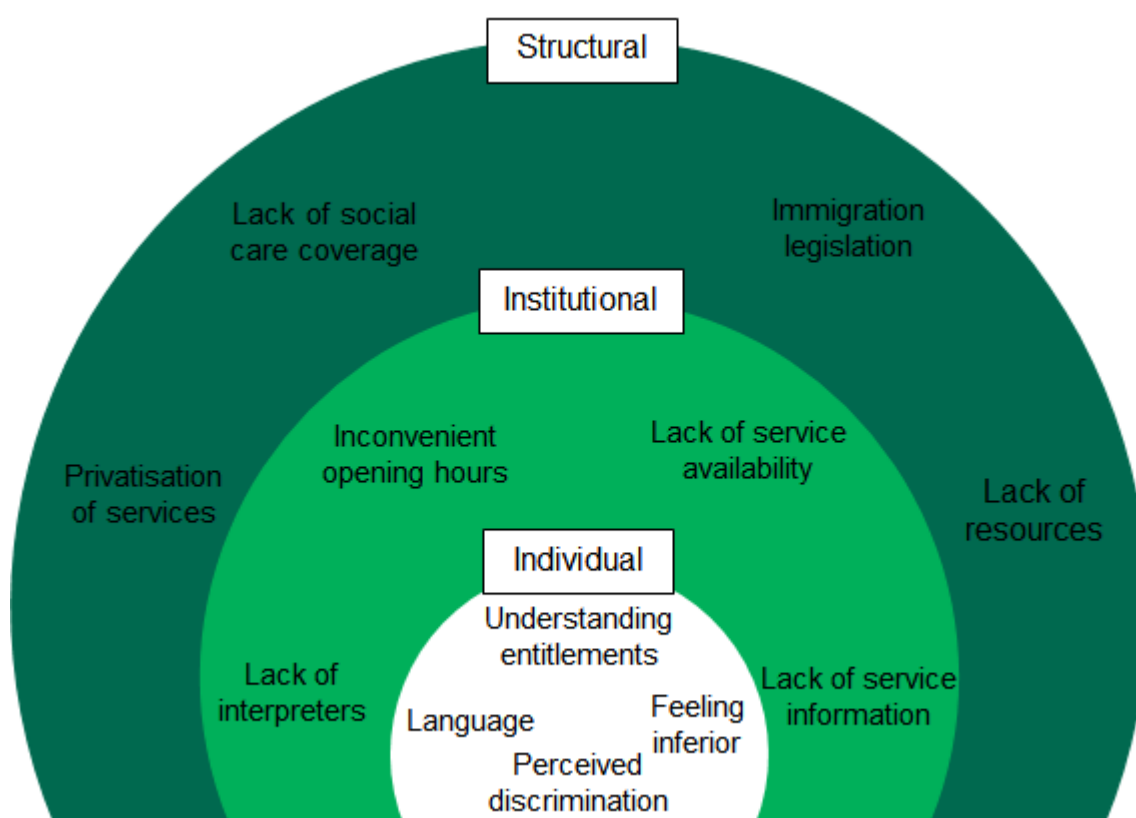 Structural
Lack of social
care coverage
Immigration
legislation
Institutional
Inconvenient
opening hours
Lack of service
availability
Privatisation
of services
Lack of
resources
Individual
Understanding
entitlements
Lack of
interpreters
Language
Feeling
inferior
Lack of service
information
Perceived
discrimination